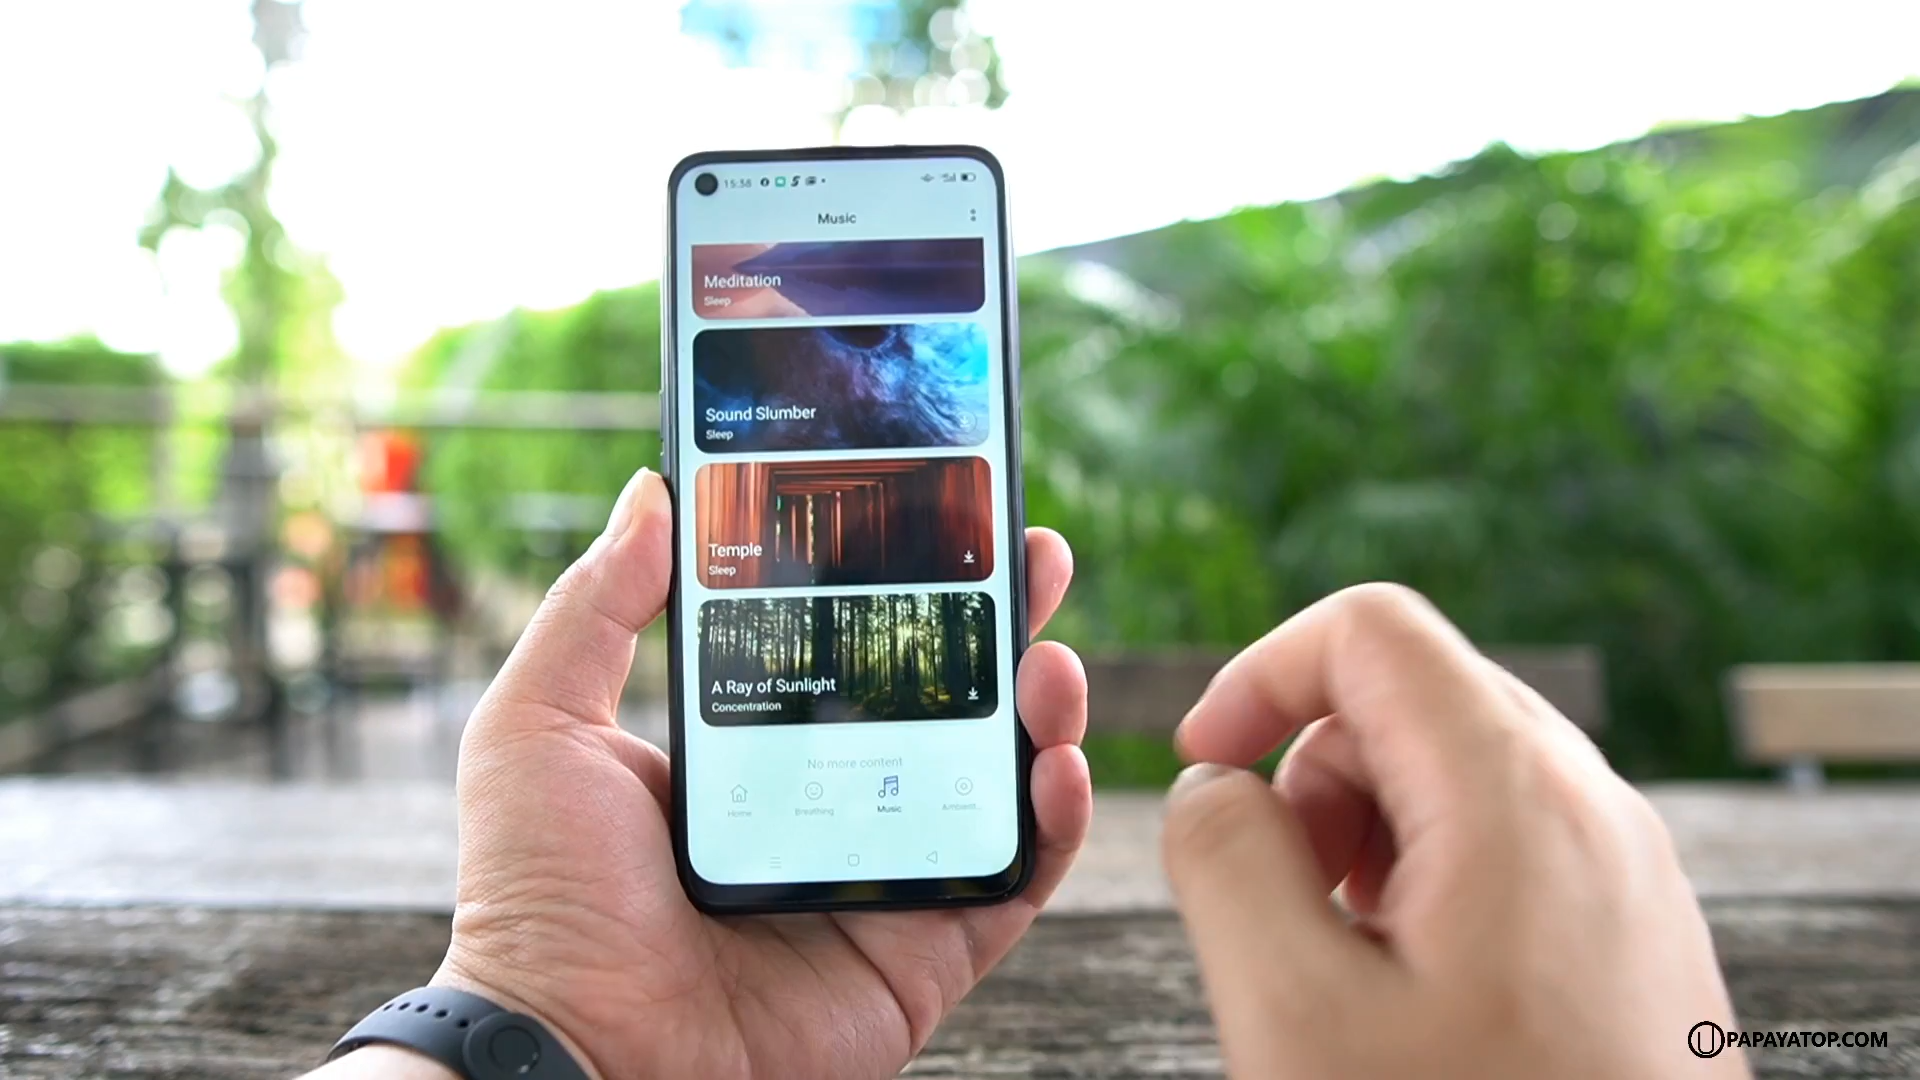 15:38
Music
Meditation
Sleep
Sound Slumber
Sleep
Temple
Sleep
A Ray of Sunlight
Concentration
No more content
Home
Breathing
Music
Ambient...
PAPAYATOP.COM